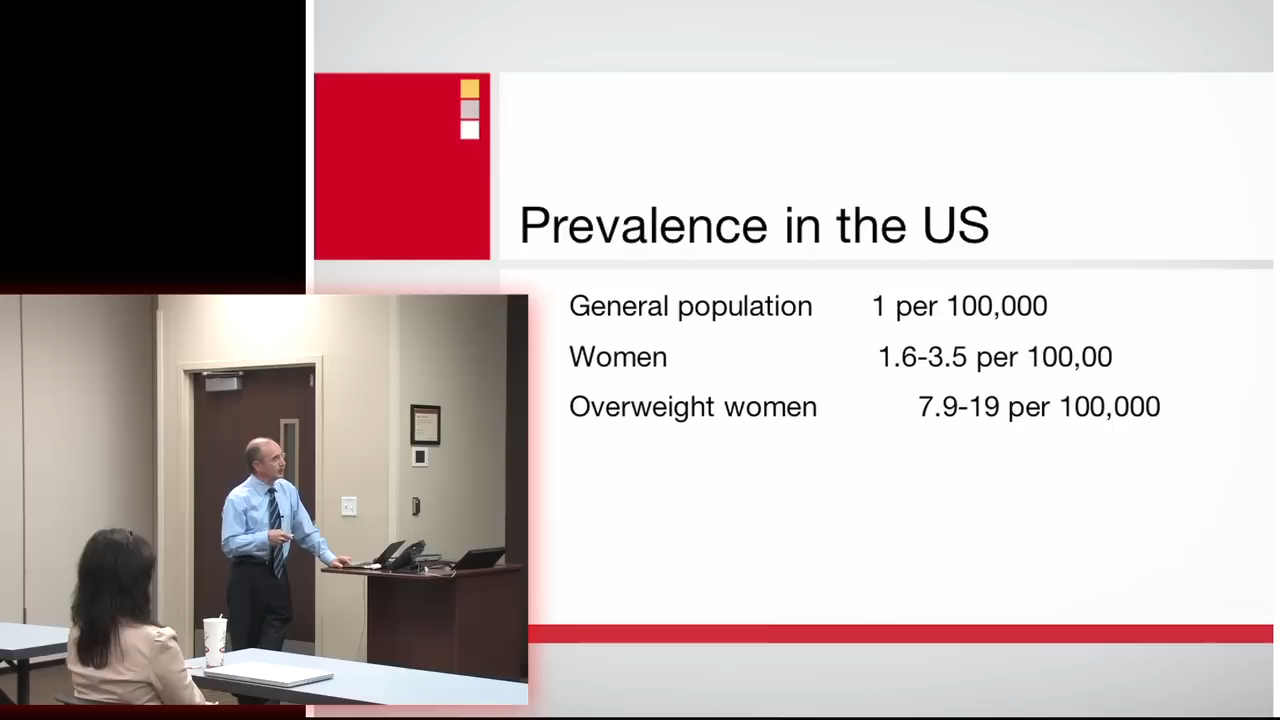 Prevalence in the US
General population 1 per 100,000
Women 1.6-3.5 per 100,00
Overweight women 7.9-19 per 100,000